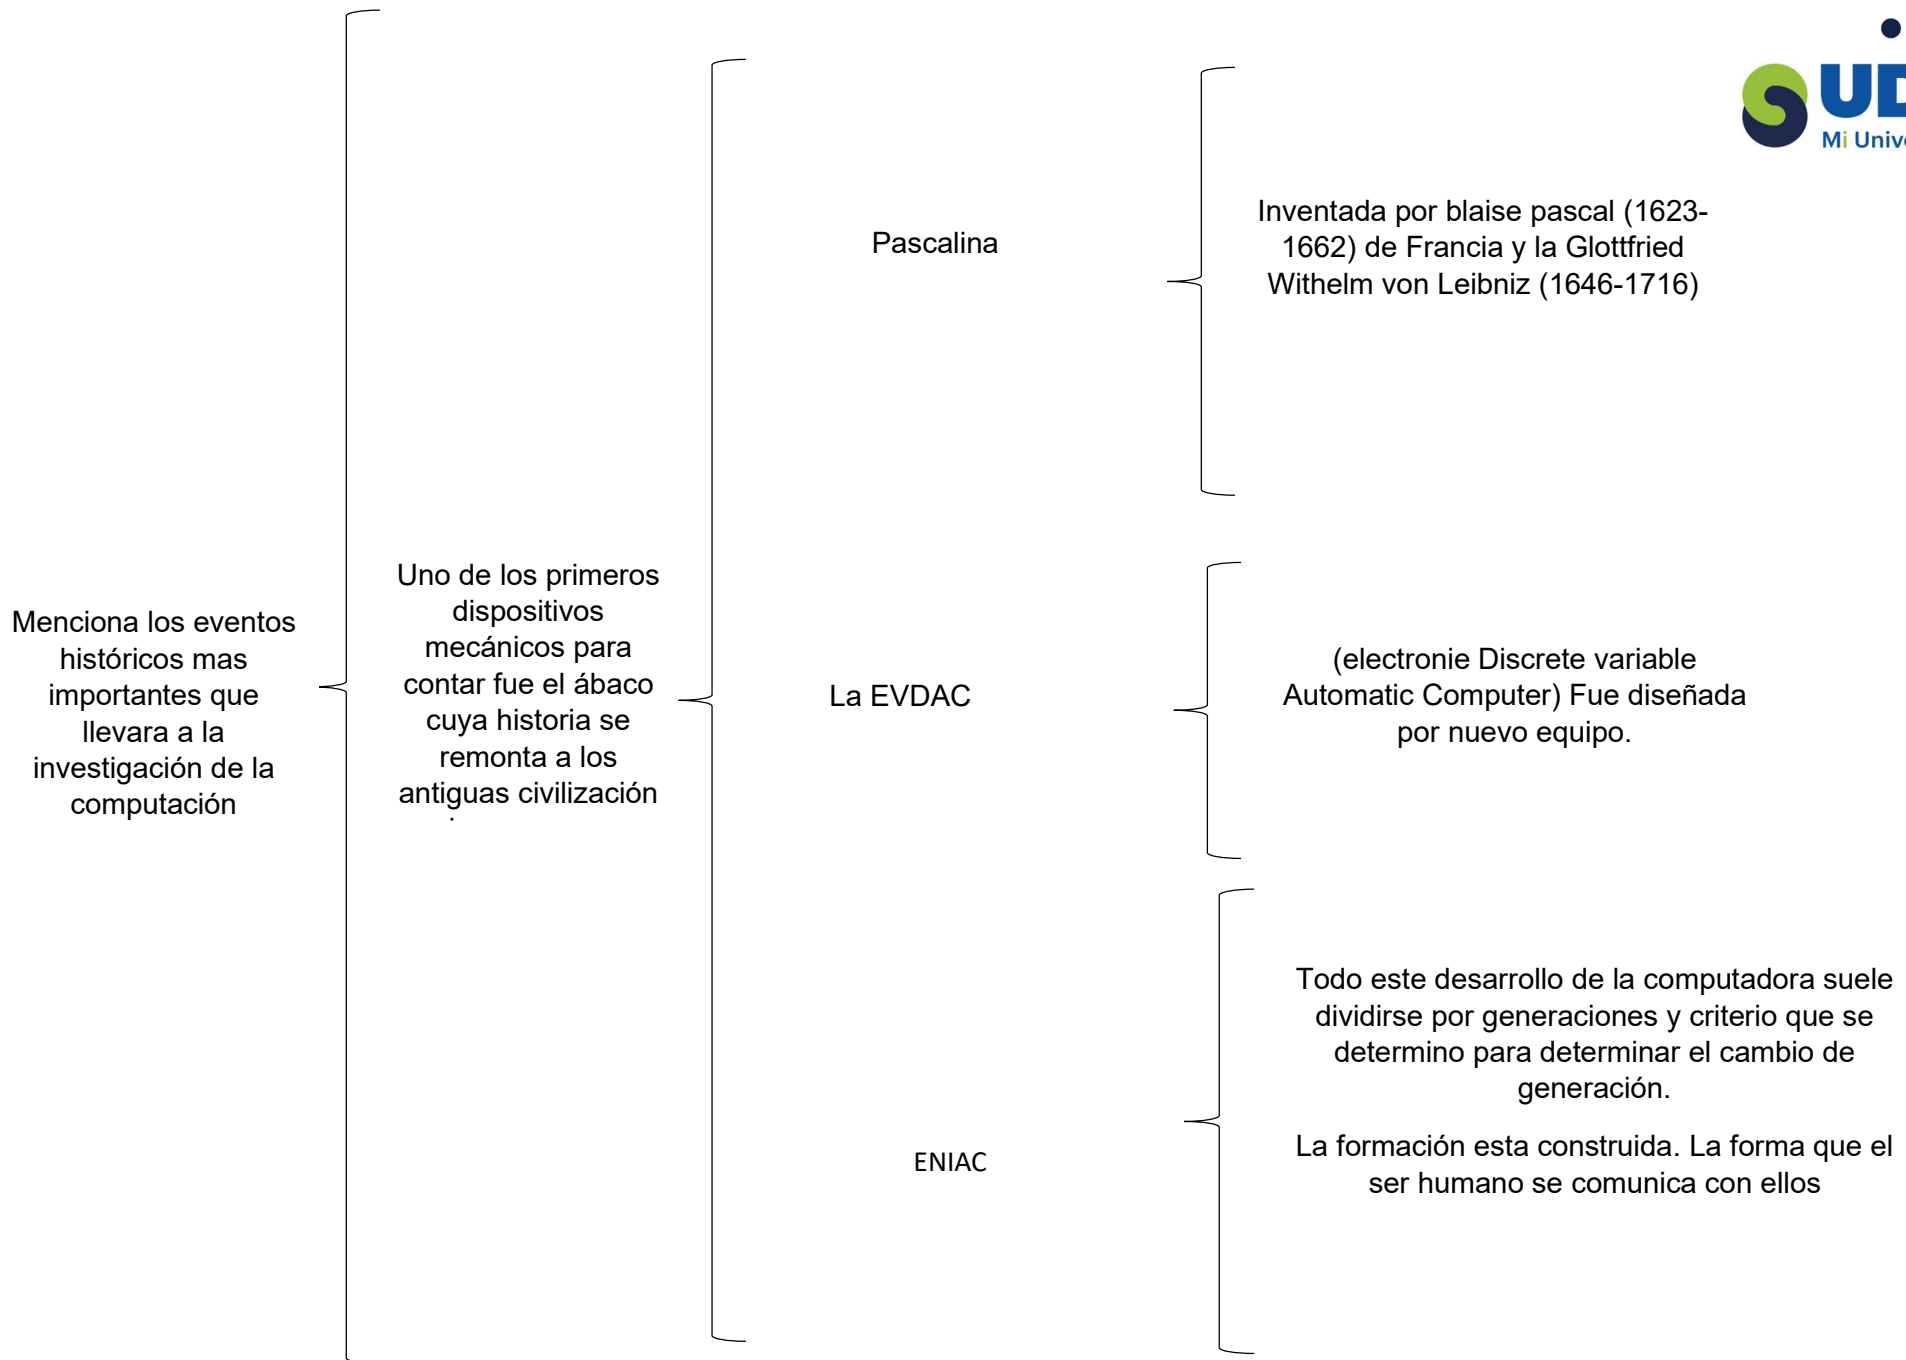 UD
Mi Unive
Menciona los eventos
históricos mas
importantes que
llevara a la
investigación de la
computación
Uno de los primeros
dispositivos
mecánicos para
contar fue el ábaco
cuya historia se
remonta a los
antiguas civilización
Pascalina
Inventada por blaise pascal (1623-
1662) de Francia y la Glottfried
Withelm von Leibniz (1646-1716)
La EVDAC
(electronie Discrete variable
Automatic Computer) Fue diseñada
por nuevo equipo.
ENIAC
Todo este desarrollo de la computadora suele
dividirse por generaciones y criterio que se
determino para determinar el cambio de
generación.
La formación esta construida. La forma que el
ser humano se comunica con ellos